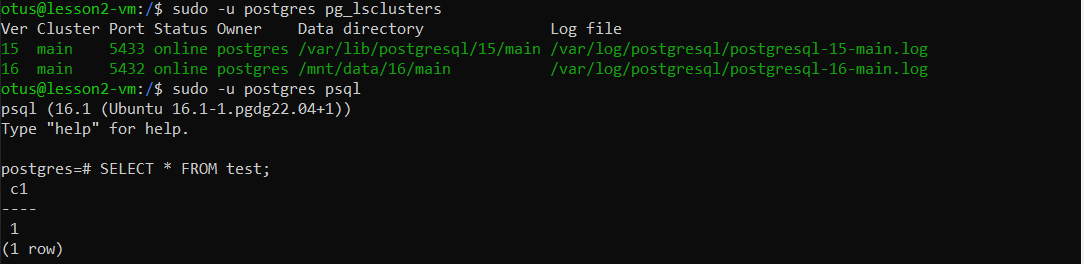 otus@lesson2-vm:/$ sudo -u postgres pg_lsclusters
Ver Cluster Port Status Owner    Data directory              Log file
15  main    5433 online postgres /var/lib/postgresql/15/main /var/log/postgresql/postgresql-15-main.log
16  main    5432 online postgres /mnt/data/16/main           /var/log/postgresql/postgresql-16-main.log
otus@lesson2-vm:/$ sudo -u postgres psql
psql (16.1 (Ubuntu 16.1-1.pgdg22.04+1))
Type "help" for help.

postgres=# SELECT * FROM test;
 c1
----
 1
(1 row)